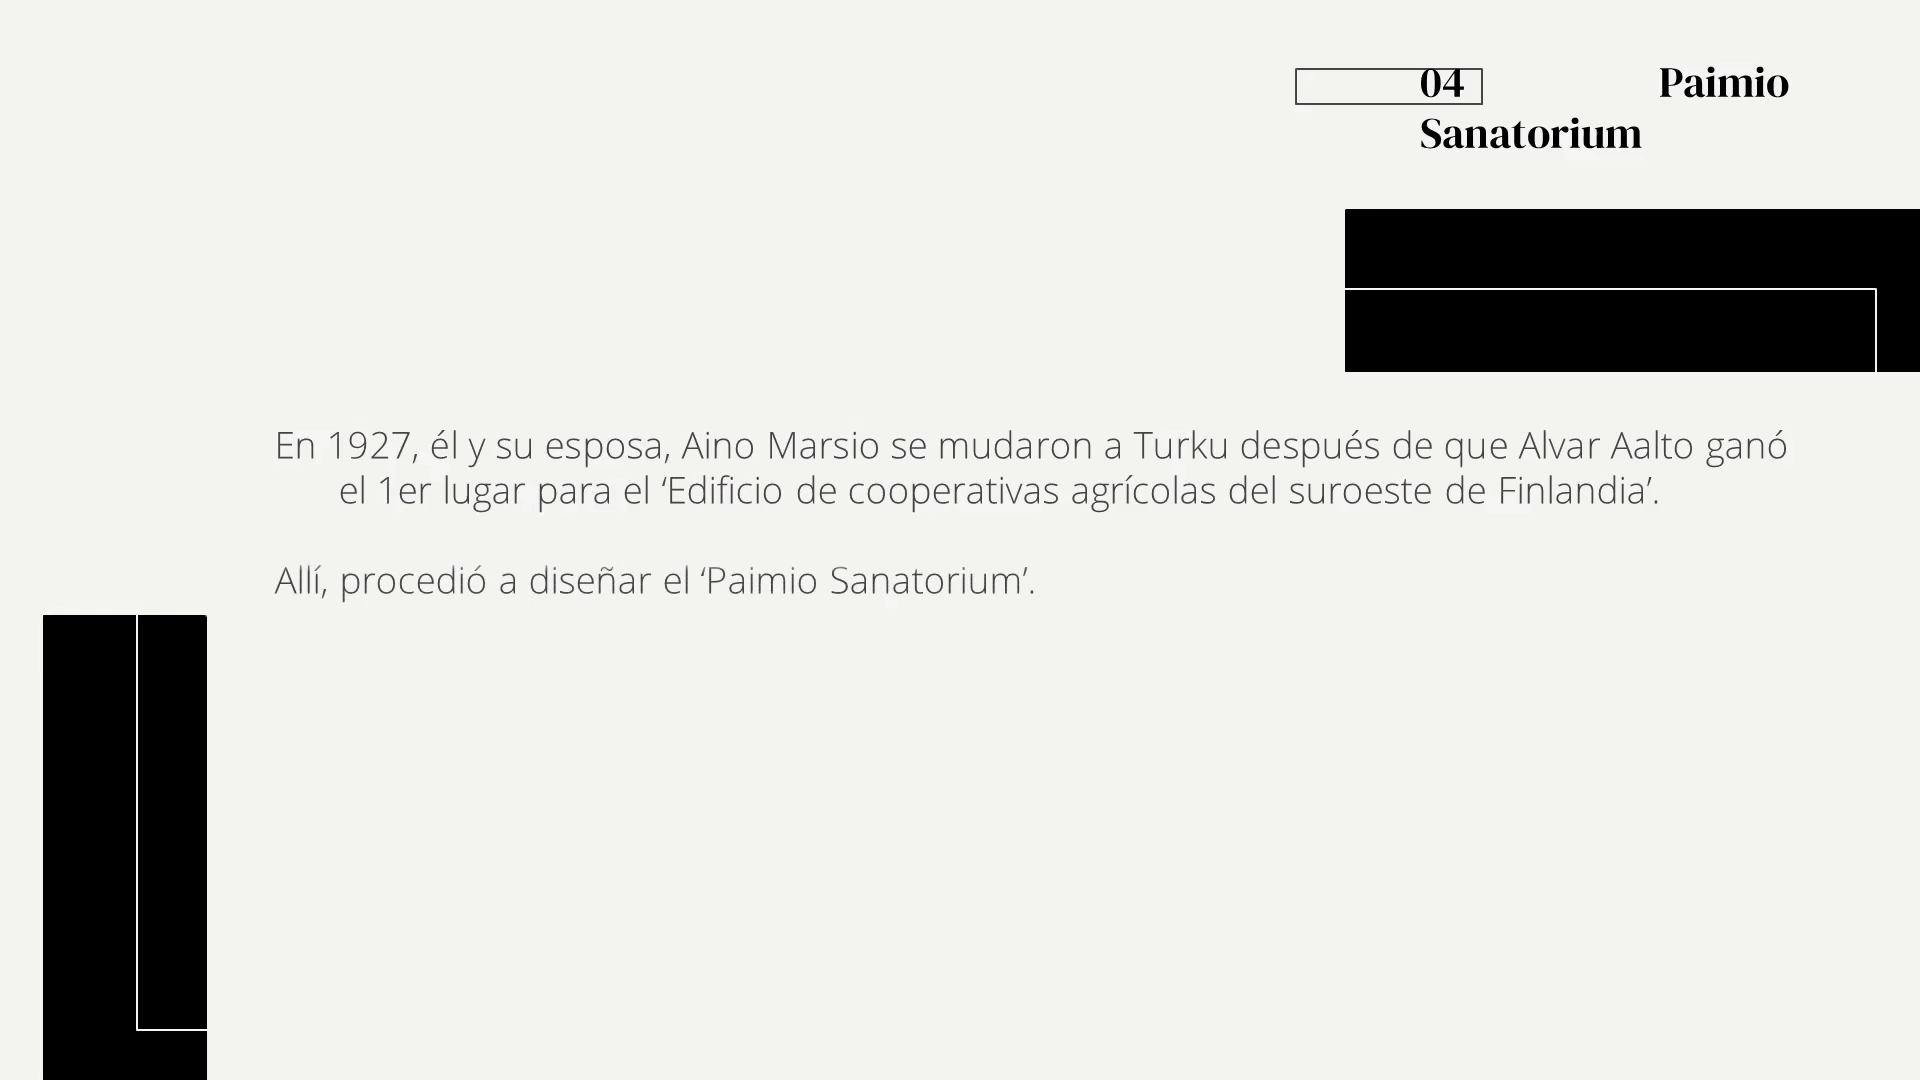 04 Paimio
Sanatorium
En 1927, él y su esposa, Aino Marsio se mudaron a Turku después de que Alvar Aalto ganó
el 1er lugar para el ‘Edificio de cooperativas agrícolas del suroeste de Finlandia’.
Allí, procedió a diseñar el ‘Paimio Sanatorium’.